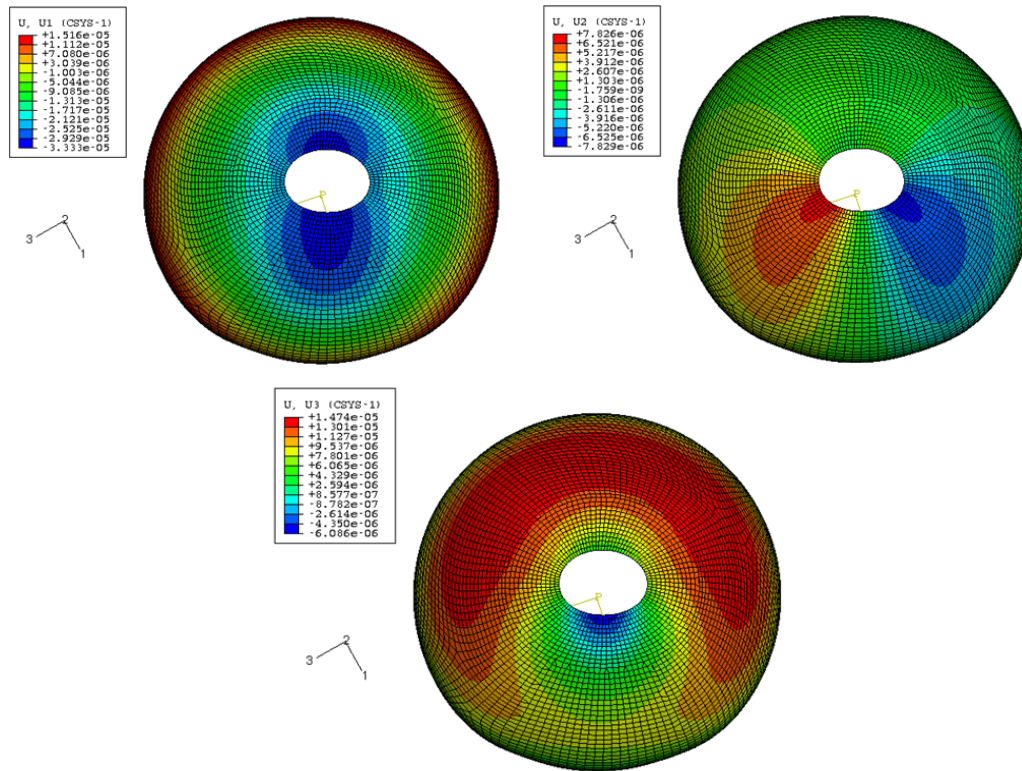 U, U1 (CSYS-1)
+1.516e-05
+1.112e-05
+7.080e-06
+3.039e-06
-1.003e-06
-5.044e-06
-9.085e-06
-1.313e-05
-1.717e-05
-2.121e-05
-2.525e-05
-2.929e-05
-3.333e-05
P
2
3
1
U, U2 (CSYS-1)
+7.826e-06
+6.521e-06
+5.217e-06
+3.912e-06
+2.607e-06
+1.303e-06
-1.759e-09
-1.306e-06
-2.611e-06
-3.916e-06
-5.220e-06
-6.525e-06
-7.829e-06
P
2
3
1
U, U3 (CSYS-1)
+1.474e-05
+1.301e-05
+1.127e-05
+9.537e-06
+7.801e-06
+6.065e-06
+4.329e-06
+2.594e-06
+8.577e-07
-8.782e-07
-2.614e-06
-4.350e-06
-6.086e-06
P
2
3
1